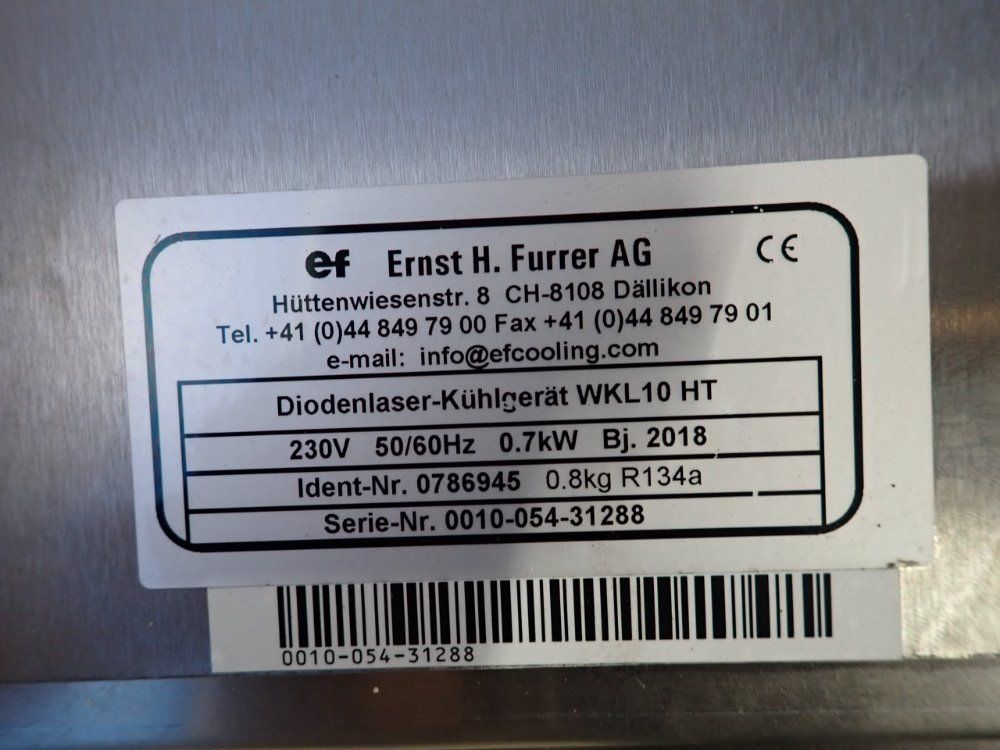 ef Ernst H. Furrer AG CE
Hüttenwiesenstr. 8 CH-8108 Dällikon
Tel. +41 (0)44 849 79 00 Fax +41 (0)44 849 79 01
e-mail: info@efcooling.com
Diodenlaser-Kühlgerät WKL10 HT
230V 50/60Hz 0.7kW Bj. 2018
Ident-Nr. 0786945 0.8kg R134a
Serie-Nr. 0010-054-31288
0010-054-31288